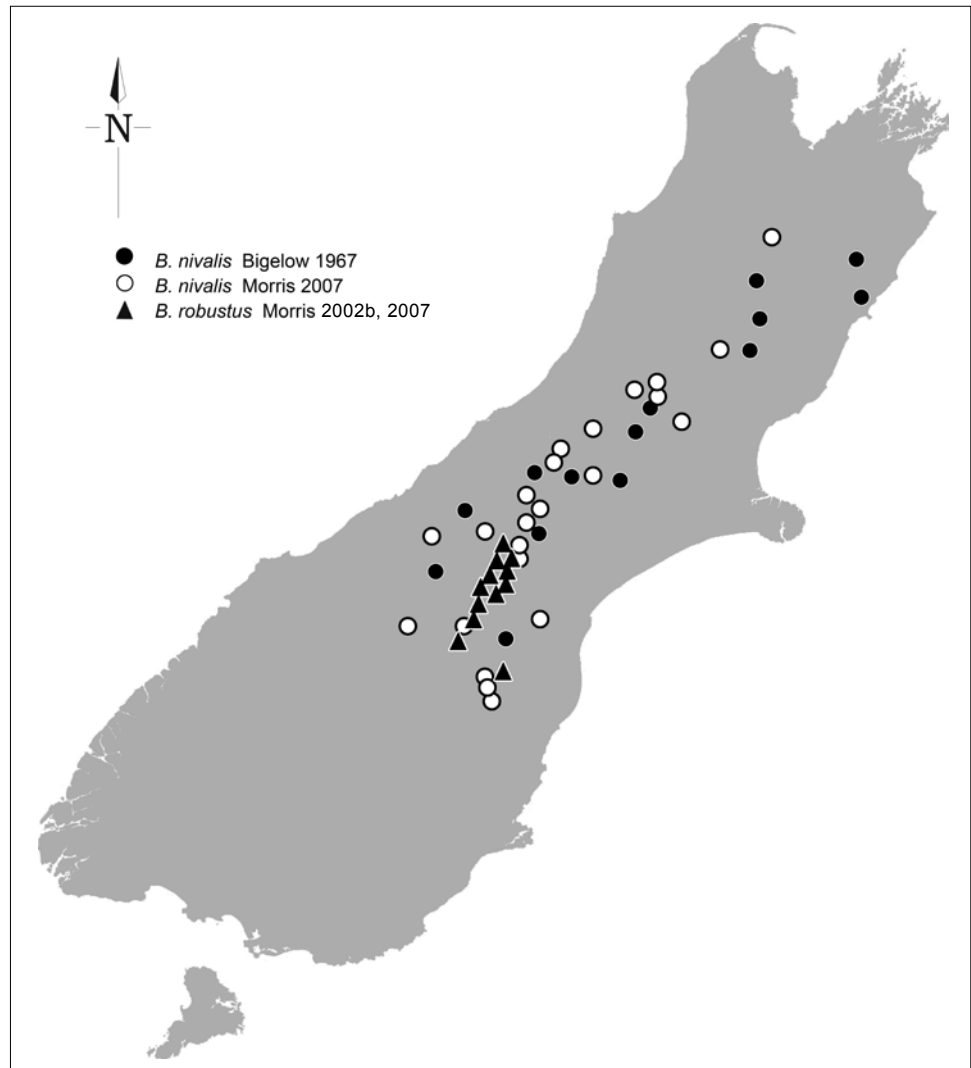 N
B. nivalis Bigelow 1967
B. nivalis Morris 2007
B. robustus Morris 2002b, 2007